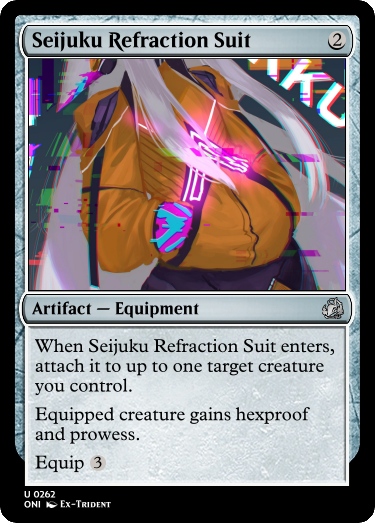 Seijuku Refraction Suit 2
AKU
Artifact — Equipment
When Seijuku Refraction Suit enters,
attach it to up to one target creature
you control.
Equipped creature gains hexproof
and prowess.
Equip 3
U 0262
ONI Ex-Trident